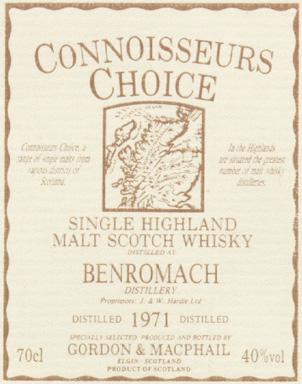 CONNOISSEURS
CHOICE
Connoisseurs Choice, a
range of single malts from
various districts of
Scotland.
In the Highlands
are situated the greatest
number of malt whisky
distilleries.
SINGLE HIGHLAND
MALT SCOTCH WHISKY
DISTILLED AT
BENROMACH
DISTILLERY
Proprietors: J. & W. Hardie Ltd
DISTILLED 1971 DISTILLED
SPECIALLY SELECTED, PRODUCED AND BOTTLED BY
70cl GORDON & MACPHAIL 40%vol
ELGIN · SCOTLAND
PRODUCT OF SCOTLAND